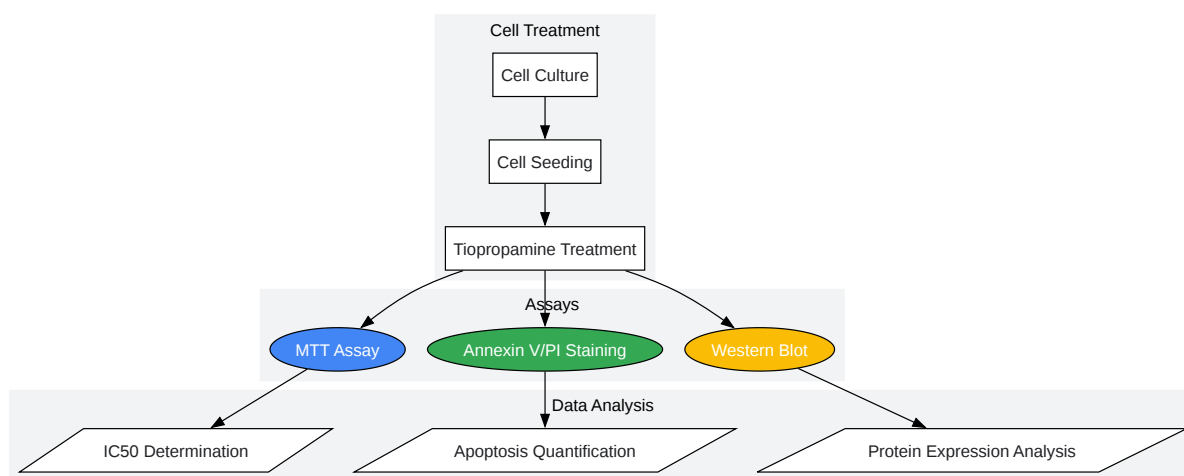 Cell Treatment
Cell Culture
Cell Seeding
Tiopropamine Treatment
Assays
MTT Assay
Annexin V/PI Staining
Western Blot
Data Analysis
IC50 Determination
Apoptosis Quantification
Protein Expression Analysis